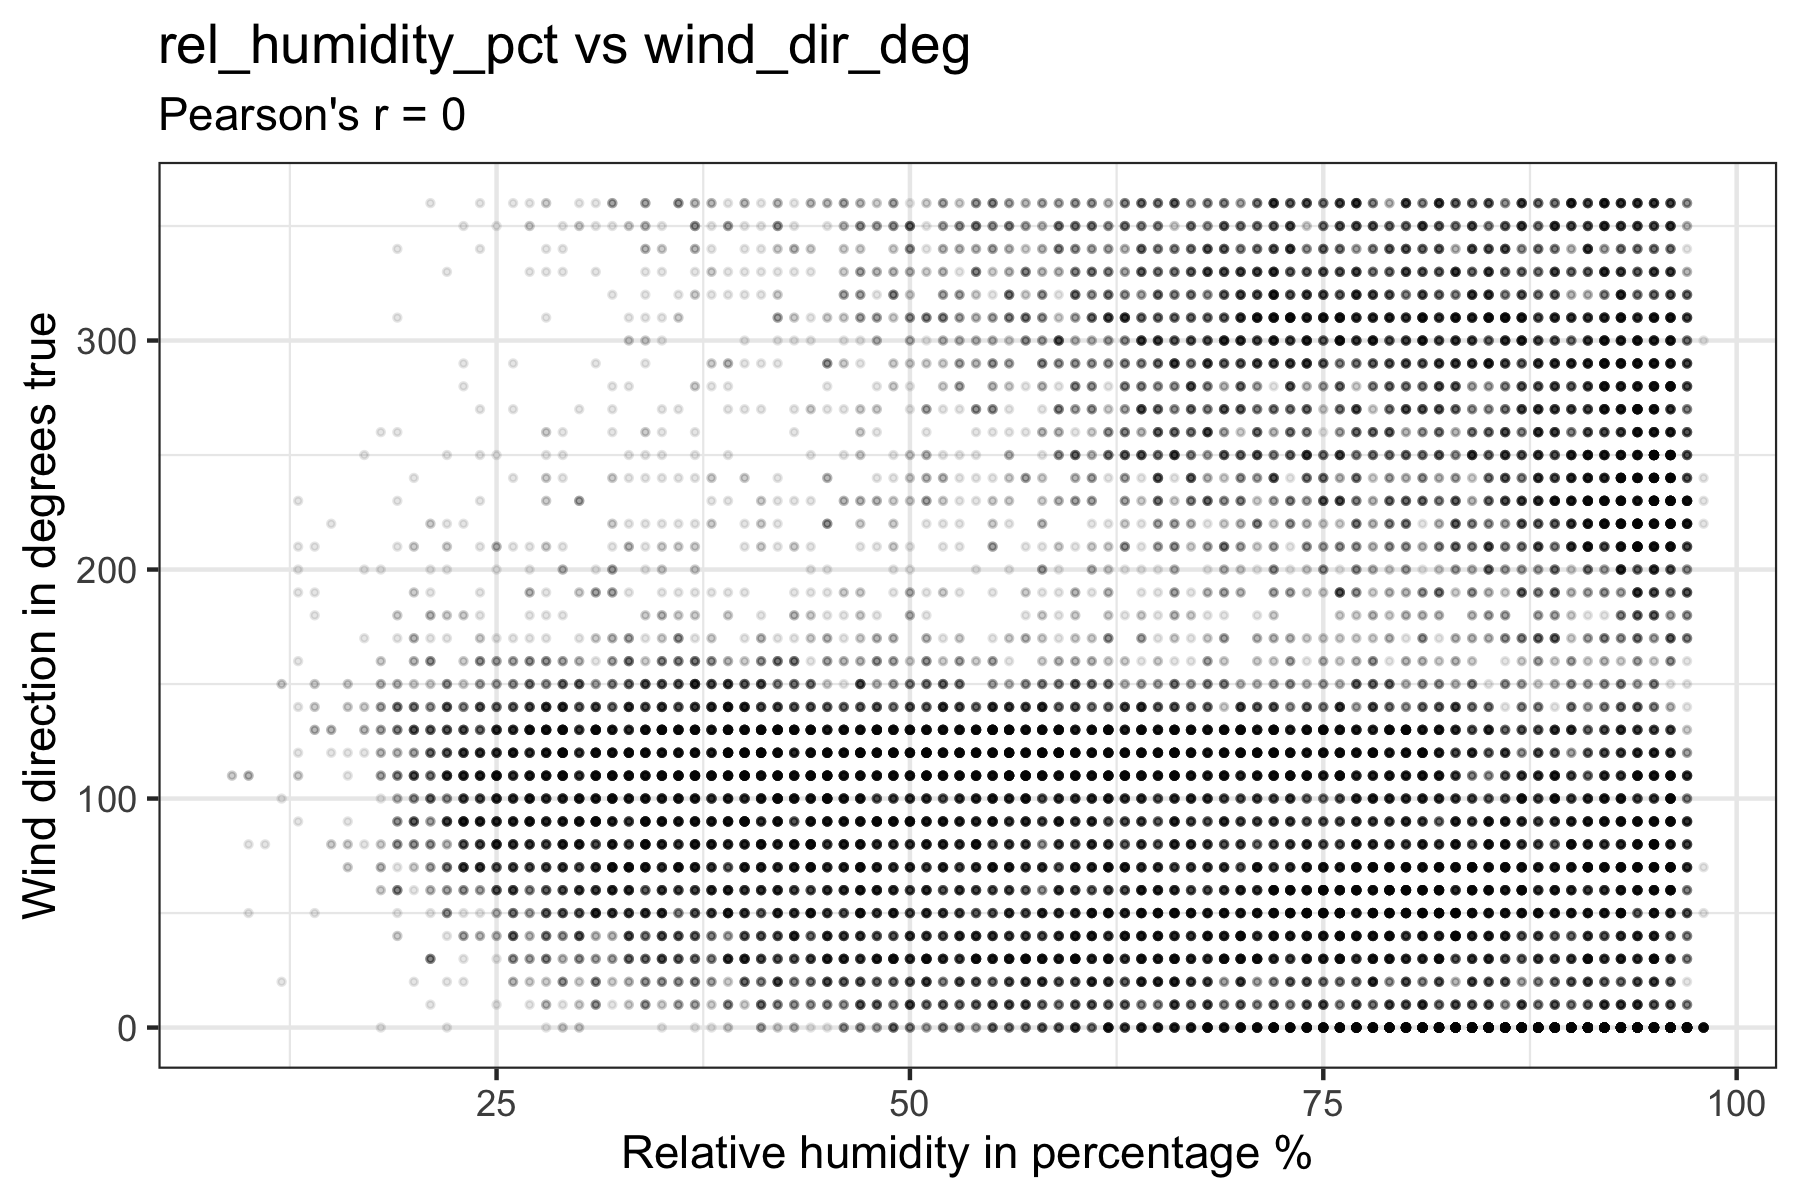 rel_humidity_pct vs wind_dir_deg
Pearson's r = 0
Wind direction in degrees true
300
200
100
0
25 50 75 100
Relative humidity in percentage %